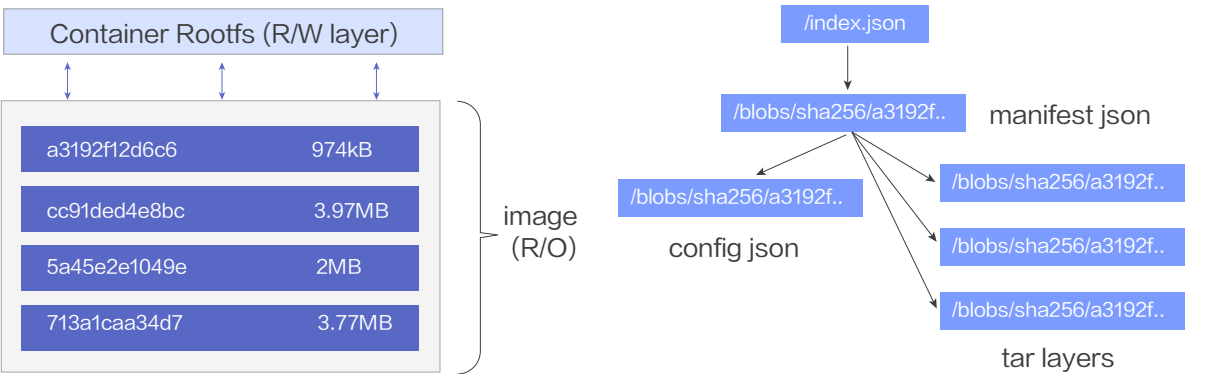 Container Rootfs (R/W layer)
a3192f12d6c6 974kB
cc91ded4e8bc 3.97MB
5a45e2e1049e 2MB
713a1caa34d7 3.77MB
image
(R/O)
/index.json
/blobs/sha256/a3192f..
manifest json
/blobs/sha256/a3192f..
config json
/blobs/sha256/a3192f..
/blobs/sha256/a3192f..
/blobs/sha256/a3192f..
tar layers